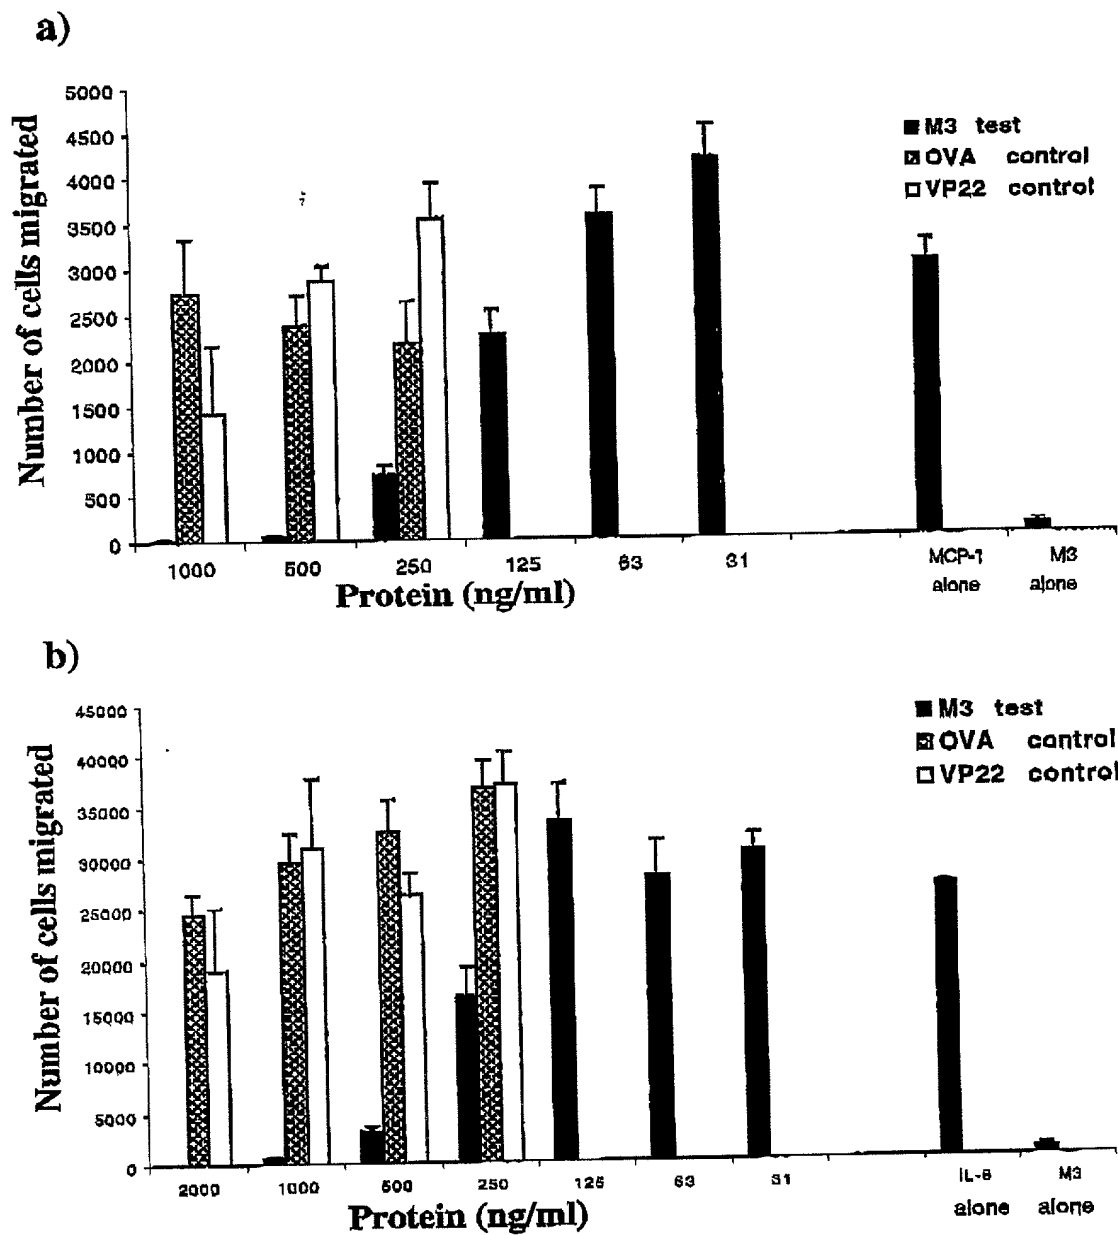 a)
5000
4500
4000
3500
3000
2500
2000
1500
1000
500
0
Number of cells migrated
M3 test
OVA control
VP22 control
1000 500 250 125 63 31 MCP-1 M3
alone alone
Protein (ng/ml)
b)
45000
40000
35000
30000
25000
20000
15000
10000
5000
0
Number of cells migrated
M3 test
OVA control
VP22 control
2000 1000 500 250 125 63 31 IL-8 M3
alone alone
Protein (ng/ml)